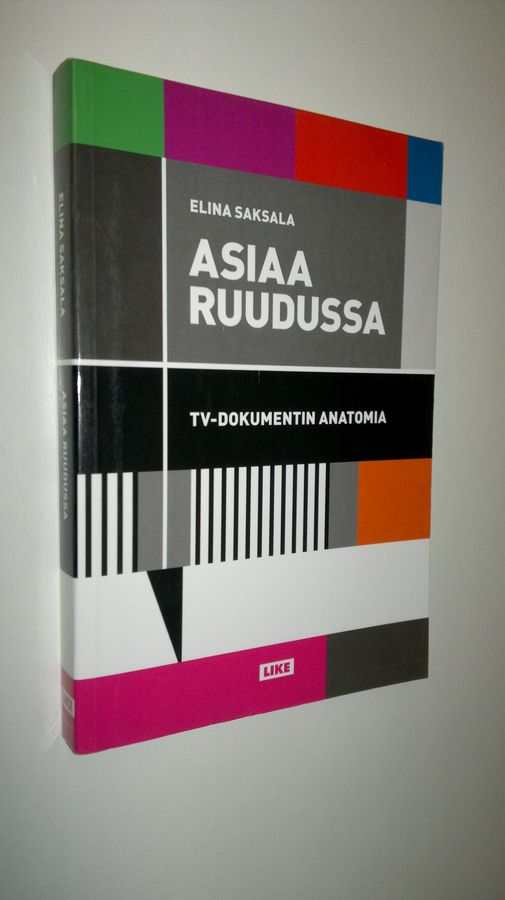 ELINA SAKSALA
ASIAA
RUUDUSSA
TV-DOKUMENTIN ANATOMIA
LIKE
ELINA SAKSALA
ASIAA RUUDUSSA